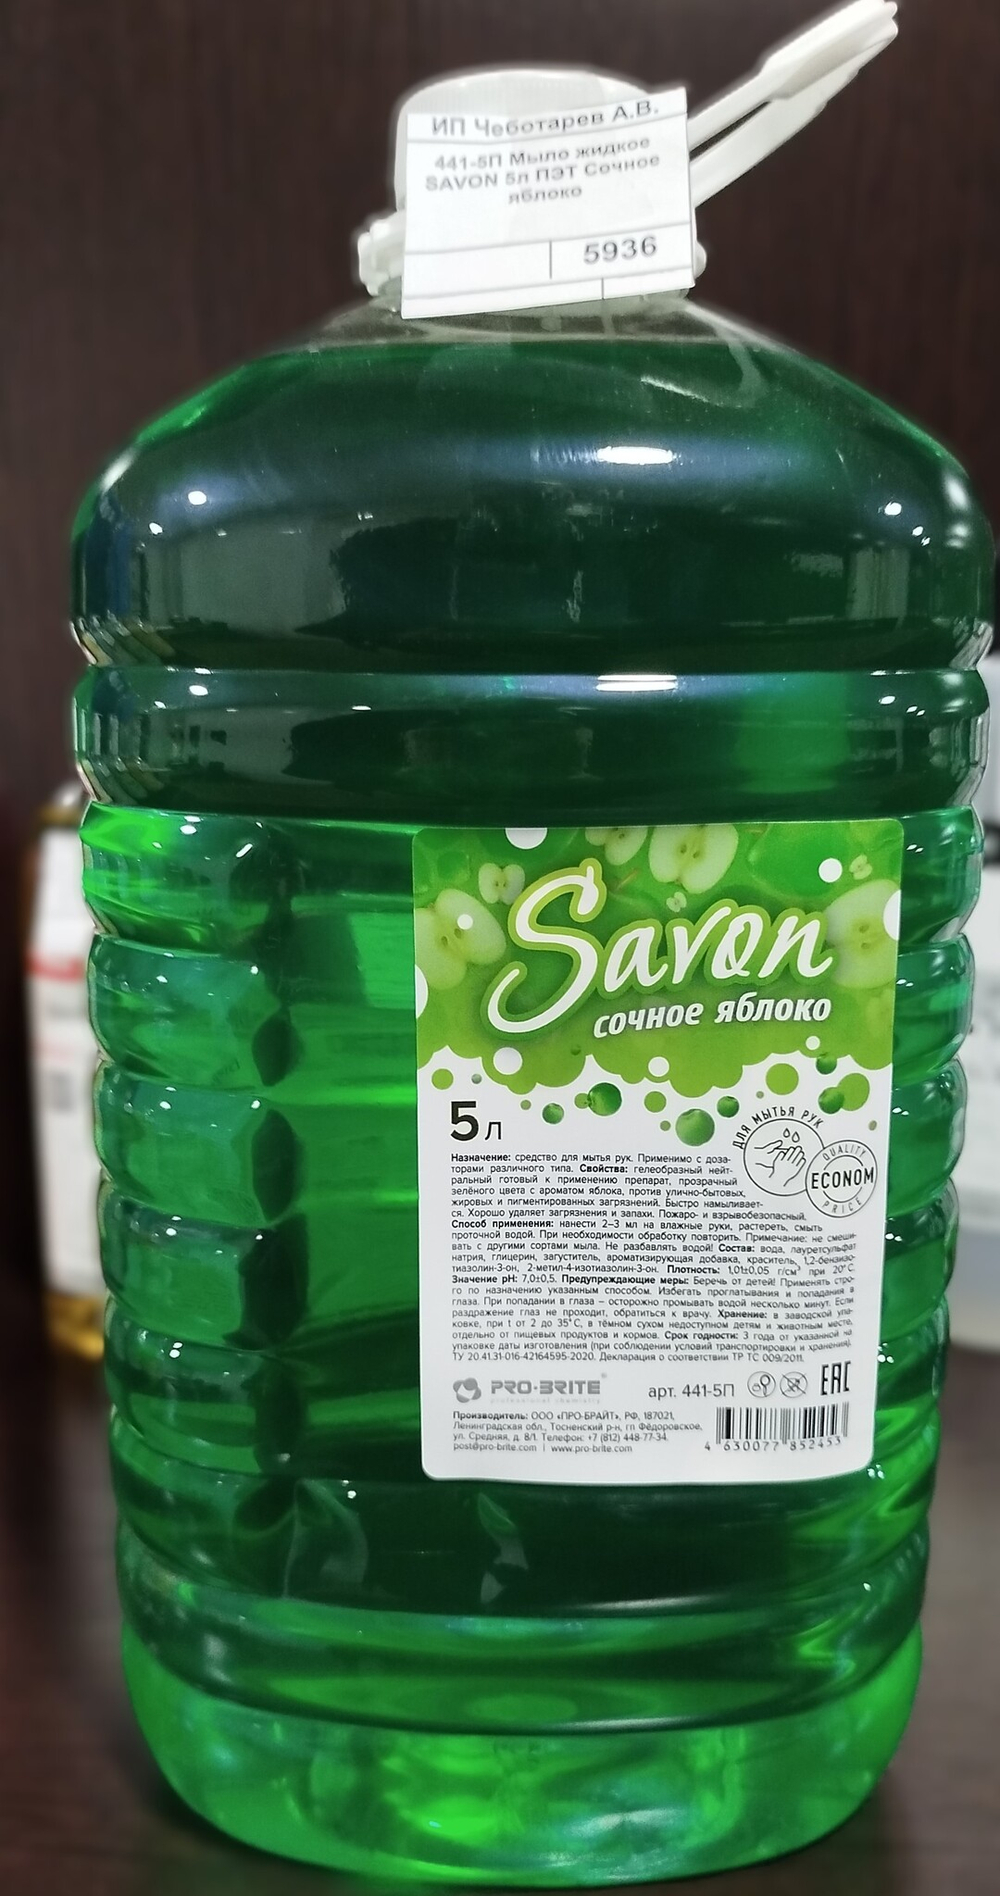 ИП Чеботарев А.В.
441-5П Мыло жидкое
SAVON 5л ПЭТ Сочное
яблоко
5936
Savon
сочное яблоко
5 л
ДЛЯ МЫТЬЯ РУК
QUALITY
ECONOM
PRICE
Назначение: средство для мытья рук. Применимо с доза-
торами различного типа. Свойства: гелеобразный нейт-
ральный готовый к применению препарат, прозрачный
зелёного цвета с ароматом яблока, против улично-бытовых,
жировых и пигментированных загрязнений. Быстро намыливает-
ся. Хорошо удаляет загрязнения и запахи. Пожаро- и взрывобезопасный.
Способ применения: нанести 2–3 мл на влажные руки, растереть, смыть
проточной водой. При необходимости обработку повторить. Примечание: не смеши-
вать с другими сортами мыла. Не разбавлять водой! Состав: вода, лауретсульфат
натрия, глицерин, загуститель, ароматизирующая добавка, краситель, 1,2-бензизо-
тиазолин-3-он, 2-метил-4-изотиазолин-3-он. Плотность: 1,01±0,05 г/см³ при 20°С.
Значение pH: 7,0±0,5. Предупреждающие меры: Беречь от детей! Применять стро-
го по назначению указанным способом. Избегать проглатывания и попадания в
глаза. При попадании в глаза – осторожно промывать водой несколько минут. Если
раздражение глаз не проходит, обратиться к врачу. Хранение: в заводской упа-
ковке, при t от 2 до 35°С, в тёмном сухом недоступном детям и животным месте,
отдельно от пищевых продуктов и кормов. Срок годности: 3 года от указанной на
упаковке даты изготовления (при соблюдении условий транспортировки и хранения).
ТУ 20.41.31-016-42164595-2020. Декларация о соответствии ТР ТС 009/2011.
PRO-BRITE®
professional chemistry
арт. 441-5П
EAC
Производитель: ООО «ПРО-БРАЙТ», РФ, 187021,
Ленинградская обл., Тосненский р-н, гп Фёдоровское,
ул. Средняя, д. 8/1. Телефон: +7 (812) 448-77-34.
post@pro-brite.com | www.pro-brite.com
4 630077 852453